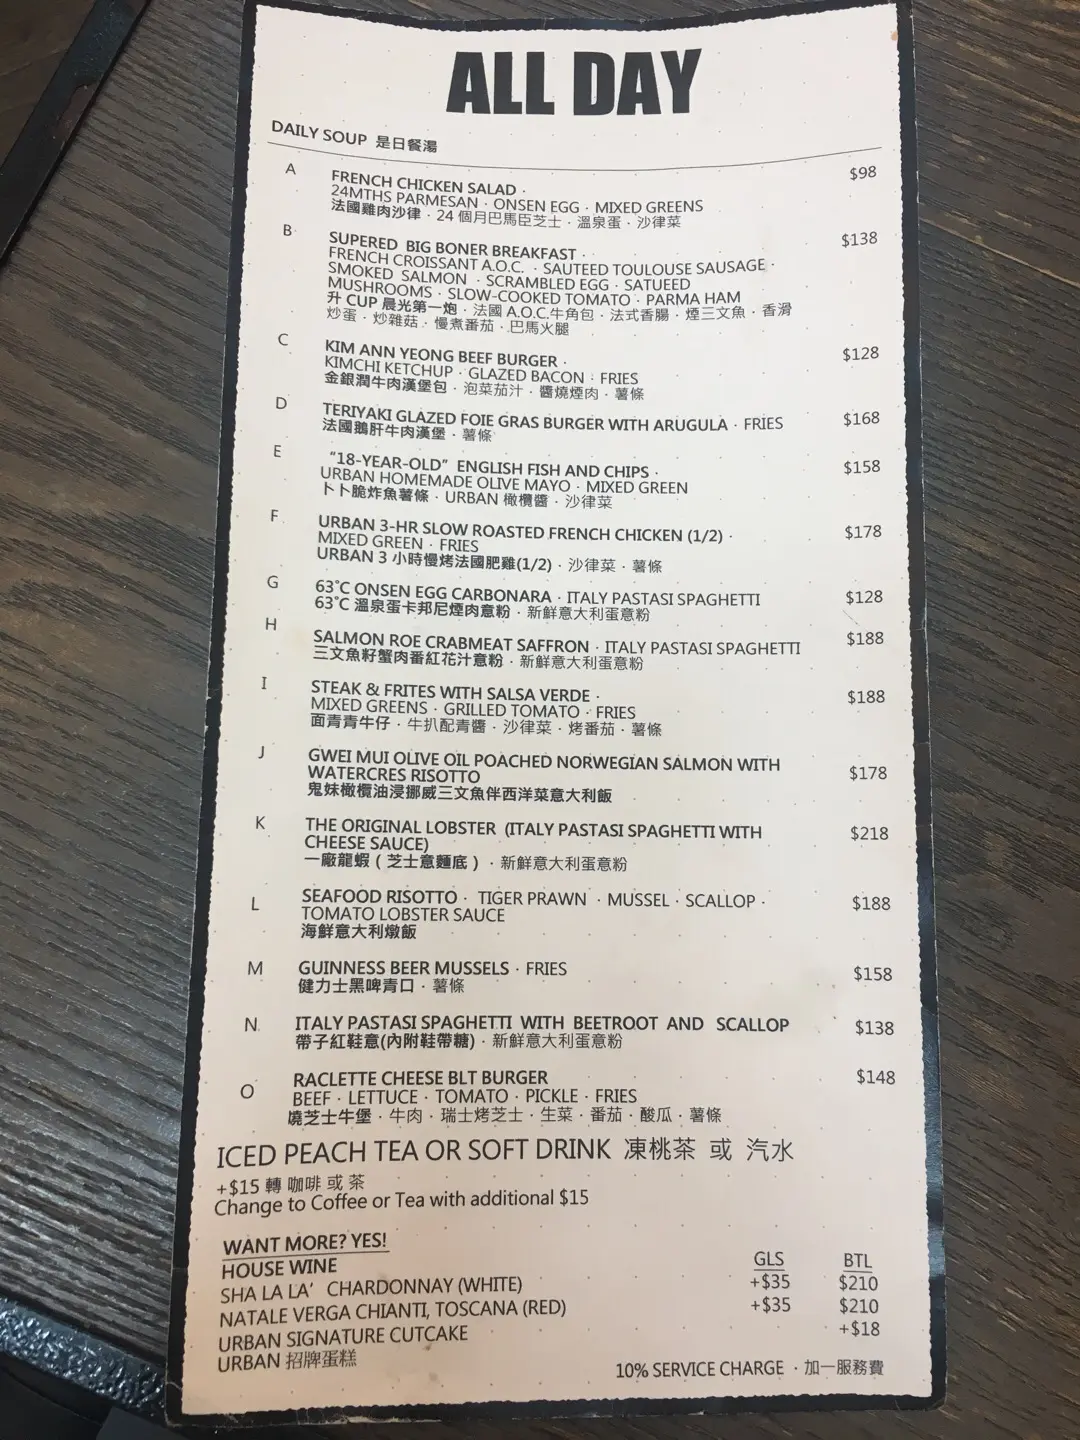 ALL DAY
DAILY SOUP 是日餐湯
A FRENCH CHICKEN SALAD · $98
24MTHS PARMESAN · ONSEN EGG · MIXED GREENS
法國雞肉沙律 · 24 個月巴馬臣芝士 · 溫泉蛋 · 沙律菜
B SUPERED BIG BONER BREAKFAST · $138
FRENCH CROISSANT A.O.C. · SAUTEED TOULOUSE SAUSAGE ·
SMOKED SALMON · SCRAMBLED EGG · SATUEED
MUSHROOMS · SLOW-COOKED TOMATO · PARMA HAM
升 CUP 晨光第一炮 · 法國 A.O.C.牛角包 · 法式香腸 · 煙三文魚 · 香滑
炒蛋 · 炒雜菇 · 慢煮番茄 · 巴馬火腿
C KIM ANN YEONG BEEF BURGER · $128
KIMCHI KETCHUP · GLAZED BACON · FRIES
金銀潤牛肉漢堡包 · 泡菜茄汁 · 醬燒煙肉 · 薯條
D TERIYAKI GLAZED FOIE GRAS BURGER WITH ARUGULA · FRIES $168
法國鵝肝牛肉漢堡 · 薯條
E "18-YEAR-OLD" ENGLISH FISH AND CHIPS · $158
URBAN HOMEMADE OLIVE MAYO · MIXED GREEN
卜卜脆炸魚薯條 · URBAN 橄欖醬 · 沙律菜
F URBAN 3-HR SLOW ROASTED FRENCH CHICKEN (1/2) · $178
MIXED GREEN · FRIES
URBAN 3 小時慢烤法國肥雞(1/2) · 沙律菜 · 薯條
G 63°C ONSEN EGG CARBONARA · ITALY PASTASI SPAGHETTI $128
63°C 溫泉蛋卡邦尼煙肉意粉 · 新鮮意大利蛋意粉
H SALMON ROE CRABMEAT SAFFRON · ITALY PASTASI SPAGHETTI $188
三文魚籽蟹肉番紅花汁意粉 · 新鮮意大利蛋意粉
I STEAK & FRITES WITH SALSA VERDE · $188
MIXED GREENS · GRILLED TOMATO · FRIES
面青青牛仔 · 牛扒配青醬 · 沙律菜 · 烤番茄 · 薯條
J GWEI MUI OLIVE OIL POACHED NORWEGIAN SALMON WITH $178
WATERCRES RISOTTO
鬼妹橄欖油浸挪威三文魚伴西洋菜意大利飯
K THE ORIGINAL LOBSTER (ITALY PASTASI SPAGHETTI WITH $218
CHEESE SAUCE)
一廠龍蝦 ( 芝士意麵底 ) · 新鮮意大利蛋意粉
L SEAFOOD RISOTTO · TIGER PRAWN · MUSSEL · SCALLOP · $188
TOMATO LOBSTER SAUCE
海鮮意大利燉飯
M GUINNESS BEER MUSSELS · FRIES $158
健力士黑啤青口 · 薯條
N ITALY PASTASI SPAGHETTI WITH BEETROOT AND SCALLOP $138
帶子紅鞋意(內附鞋帶糖) · 新鮮意大利蛋意粉
O RACLETTE CHEESE BLT BURGER $148
BEEF · LETTUCE · TOMATO · PICKLE · FRIES
燒芝士牛堡 · 牛肉 · 瑞士烤芝士 · 生菜 · 番茄 · 酸瓜 · 薯條
ICED PEACH TEA OR SOFT DRINK 凍桃茶 或 汽水
+$15 轉 咖啡 或 茶
Change to Coffee or Tea with additional $15
WANT MORE? YES!
HOUSE WINE GLS BTL
SHA LA LA' CHARDONNAY (WHITE) +$35 $210
NATALE VERGA CHIANTI, TOSCANA (RED) +$35 $210
URBAN SIGNATURE CUTCAKE +$18
URBAN 招牌蛋糕
10% SERVICE CHARGE · 加一服務費